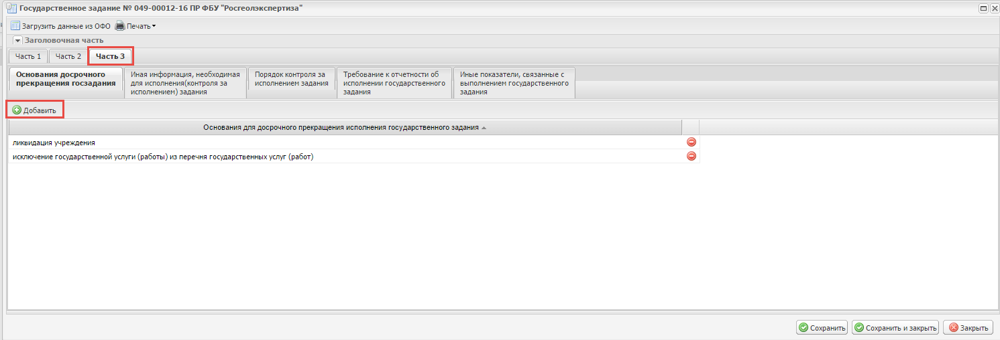 Государственное задание № 049-00012-16 ПР ФБУ "Росгеолэкспертиза"
Загрузить данные из ОФО Печать
Заголовочная часть
Часть 1 Часть 2 Часть 3
Основания досрочного
прекращения госзадания
Иная информация, необходимая
для исполнения(контроля за
исполнением) задания
Порядок контроля за
исполнением задания
Требование к отчетности об
исполнении государственного
задания
Иные показатели, связанные с
выполнением государственного
задания
Добавить
Основания для досрочного прекращения исполнения государственного задания
ликвидация учреждения
исключение государственной услуги (работы) из перечня государственных услуг (работ)
Сохранить Сохранить и закрыть Закрыть